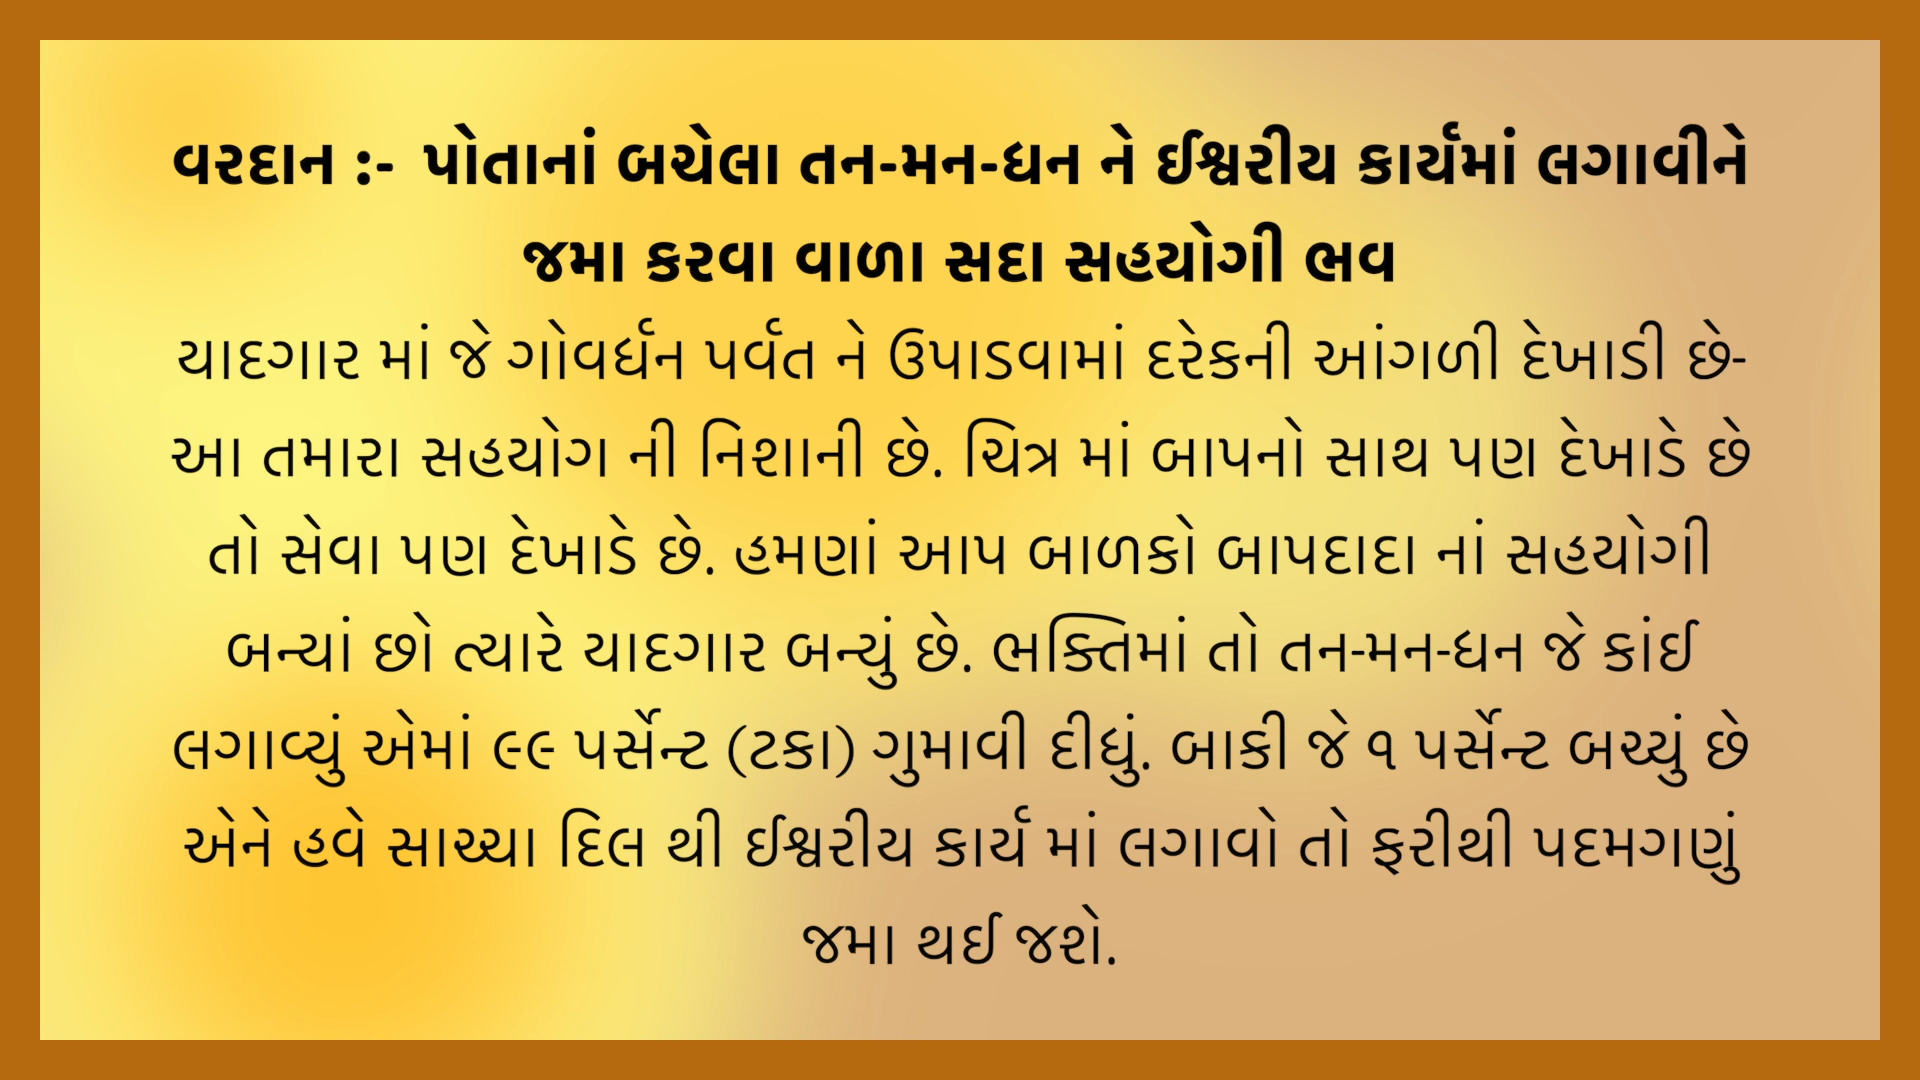 વરદાન :- પોતાનાં બચેલા તન-મન-ધન ને ઈશ્વરીય કાર્યમાં લગાવીને
જમા કરવા વાળા સદા સહયોગી ભવ
યાદગાર માં જે ગોવર્ધન પર્વત ને ઉપાડવામાં દરેકની આંગળી દેખાડી છે-
આ તમારા સહયોગ ની નિશાની છે. ચિત્ર માં બાપનો સાથ પણ દેખાડે છે
તો સેવા પણ દેખાડે છે. હમણાં આપ બાળકો બાપદાદા નાં સહયોગી
બન્યાં છો ત્યારે યાદગાર બન્યું છે. ભક્તિમાં તો તન-મન-ધન જે કાંઈ
લગાવ્યું એમાં ૯૯ પર્સેન્ટ (ટકા) ગુમાવી દીધું. બાકી જે ૧ પર્સેન્ટ બચ્યું છે
એને હવે સાચ્ચા દિલ થી ઈશ્વરીય કાર્ય માં લગાવો તો ફરીથી પદમગણું
જમા થઈ જશે.